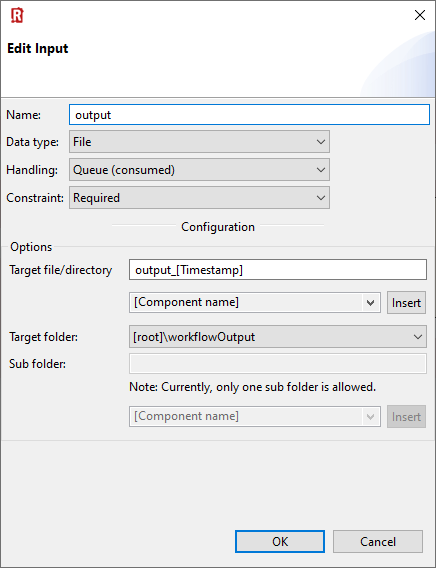 R
Edit Input
Name: output
Data type: File
Handling: Queue (consumed)
Constraint: Required
Configuration
Options
Target file/directory output_[Timestamp]
[Component name] Insert
Target folder: [root]\workflowOutput
Sub folder:
Note: Currently, only one sub folder is allowed.
[Component name] Insert
OK Cancel